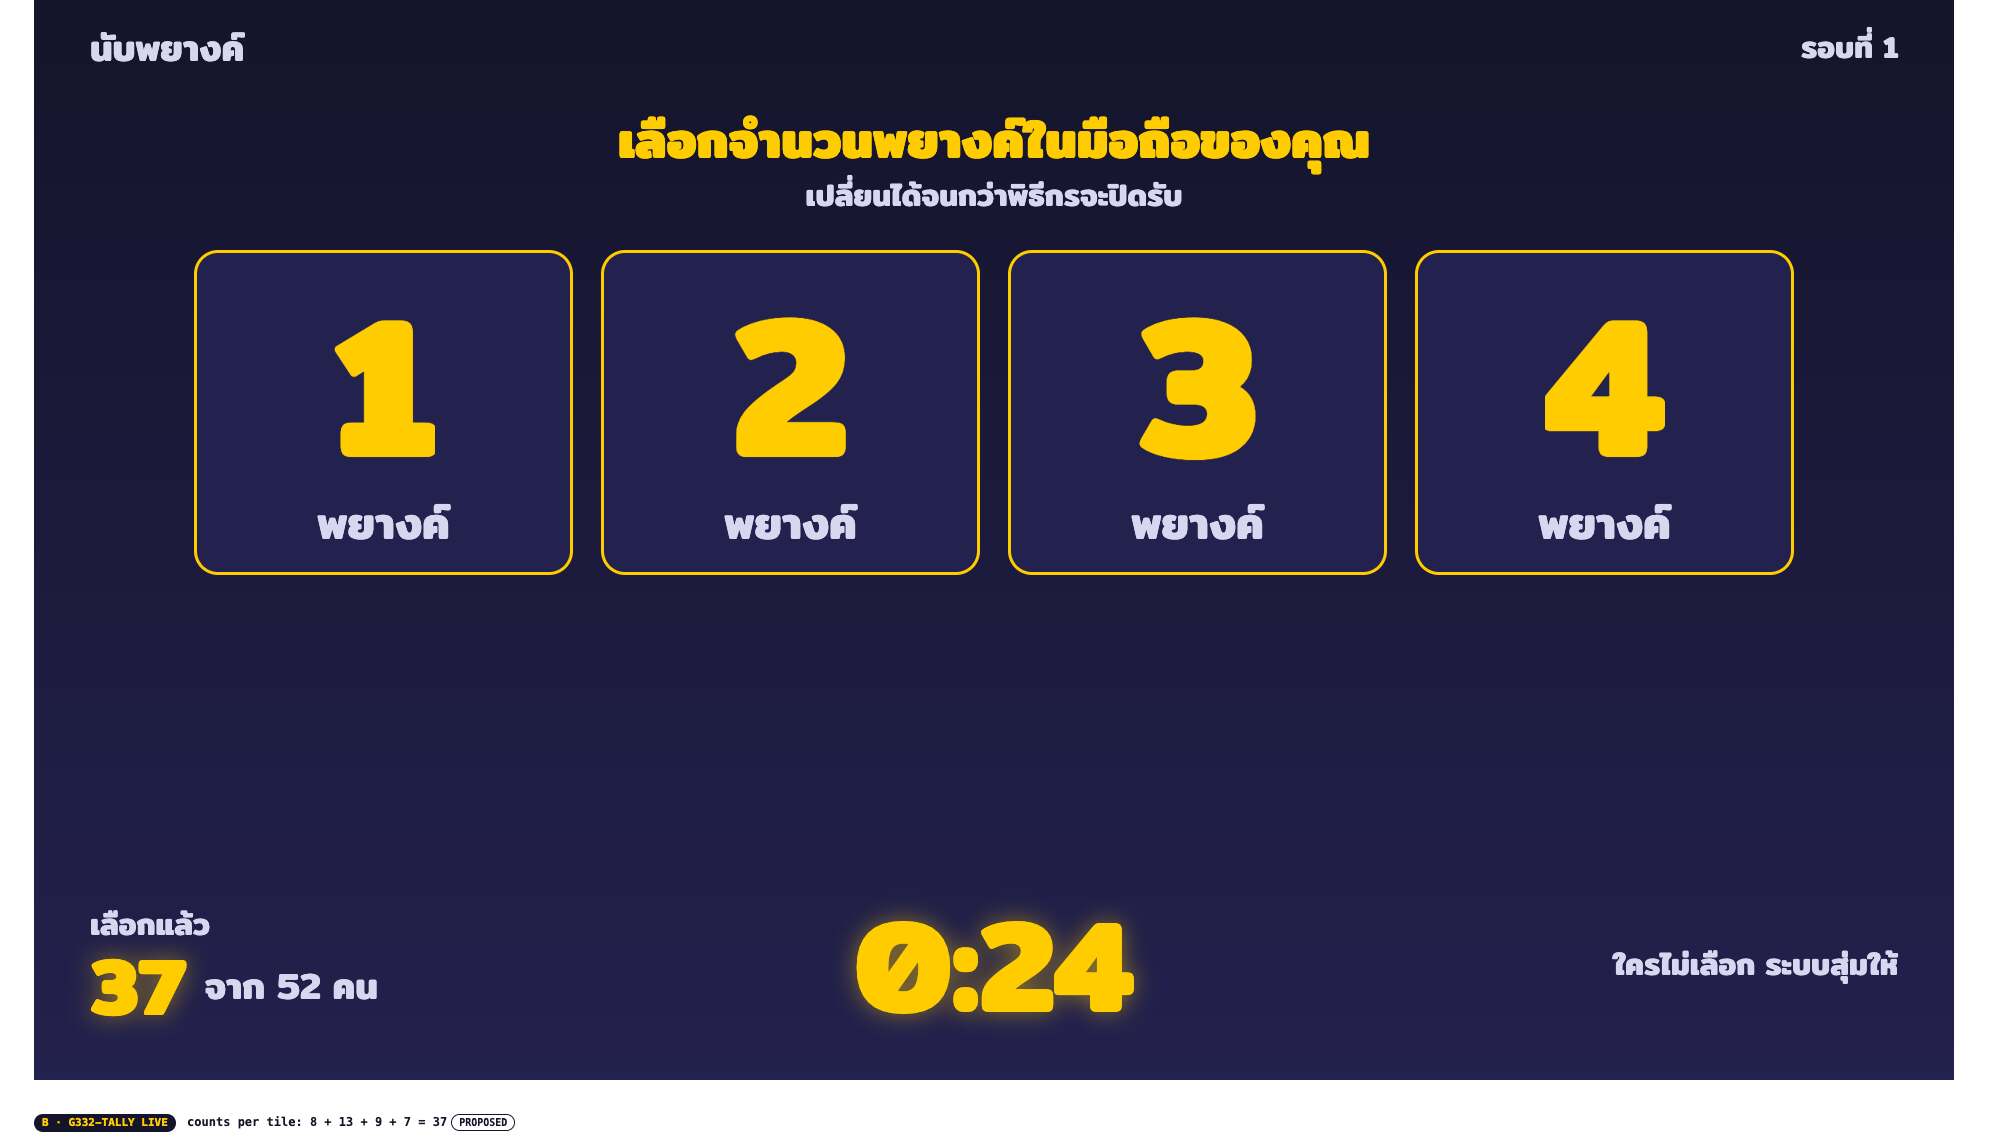 นับพยางค์
รอบที่ 1
เลือกจำนวนพยางค์ในมือถือของคุณ
เปลี่ยนได้จนกว่าพิธีกรจะปิดรับ
1
พยางค์
2
พยางค์
3
พยางค์
4
พยางค์
เลือกแล้ว
37 จาก 52 คน
0:24
ใครไม่เลือก ระบบสุ่มให้
B · G332-TALLY LIVE counts per tile: 8 + 13 + 9 + 7 = 37 PROPOSED